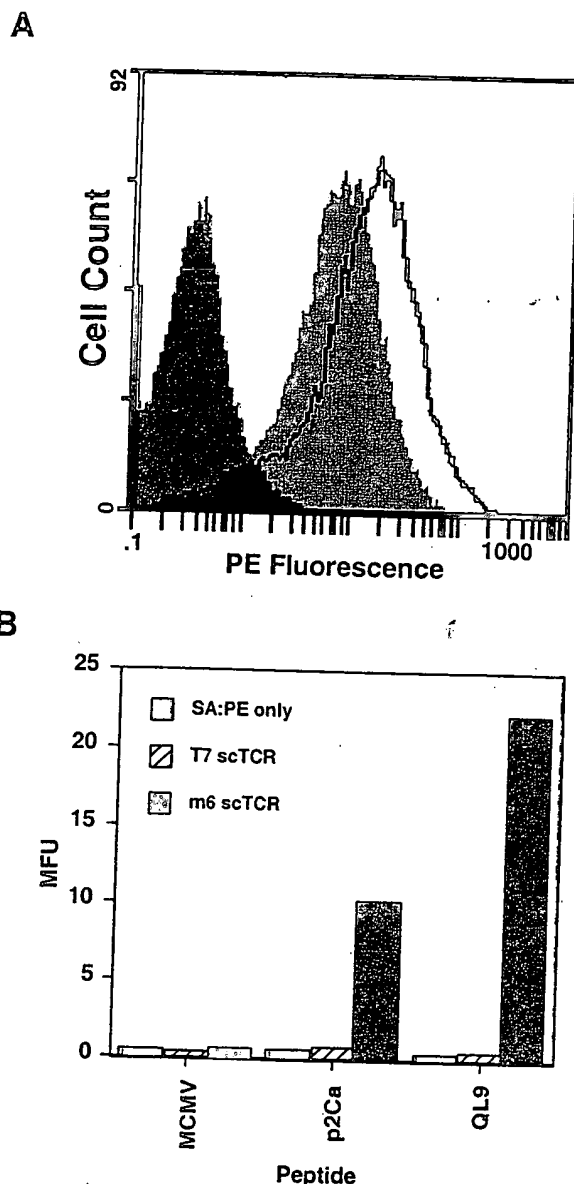 A
92
Cell Count
0
.1
1000
PE Fluorescence
B
25
20
15
10
5
0
MFU
SA:PE only
T7 scTCR
m6 scTCR
MCMV
p2Ca
QL9
Peptide